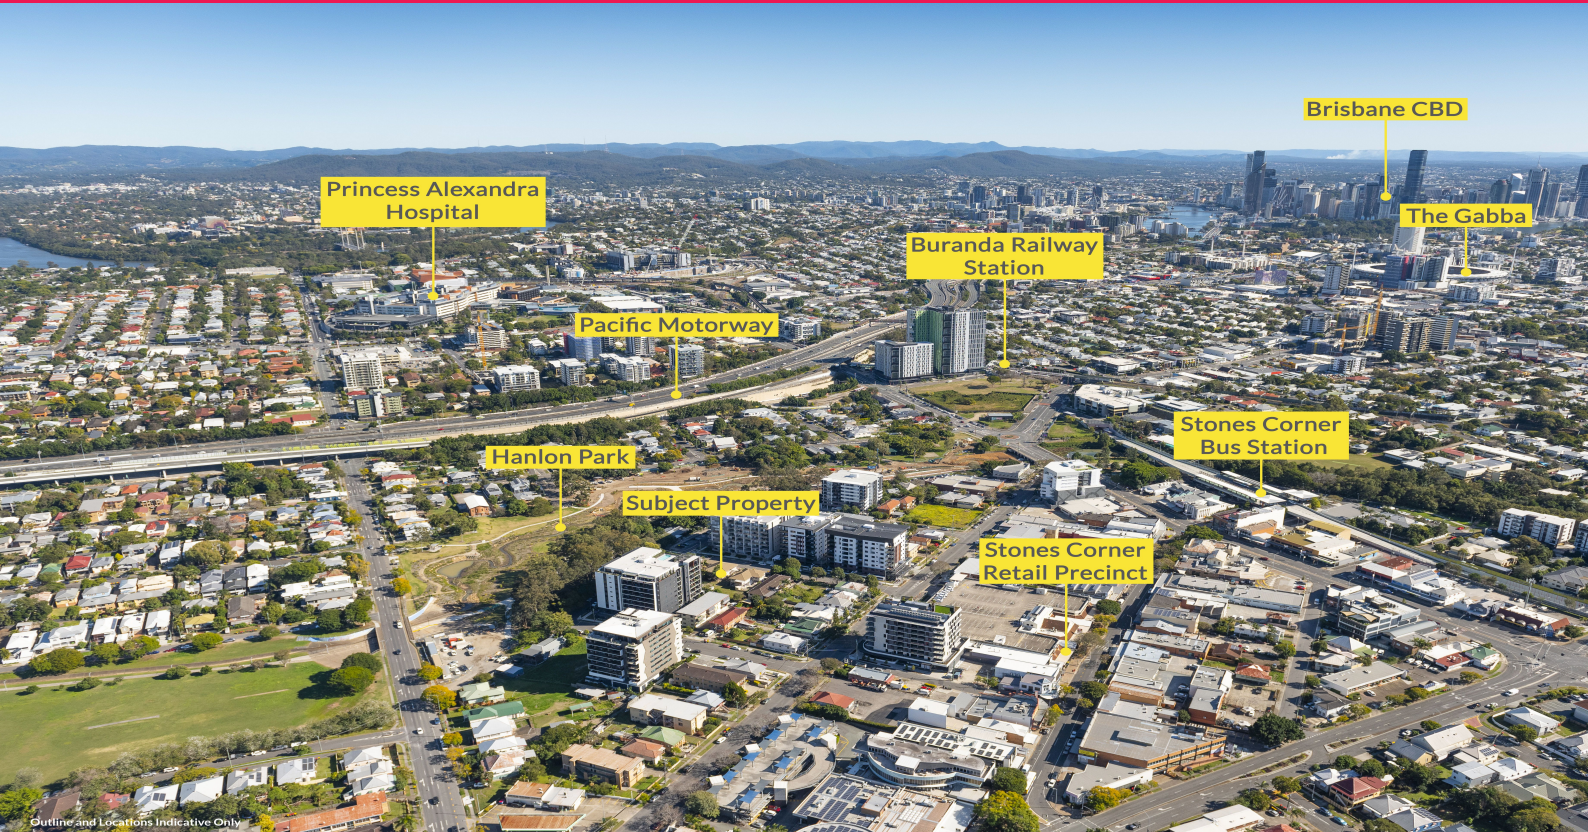 Brisbane CBD
Princess Alexandra
Hospital
The Gabba
Buranda Railway
Station
Pacific Motorway
Stones Corner
Bus Station
Hanlon Park
Subject Property
Stones Corner
Retail Precinct
Outline and Locations Indicative Only